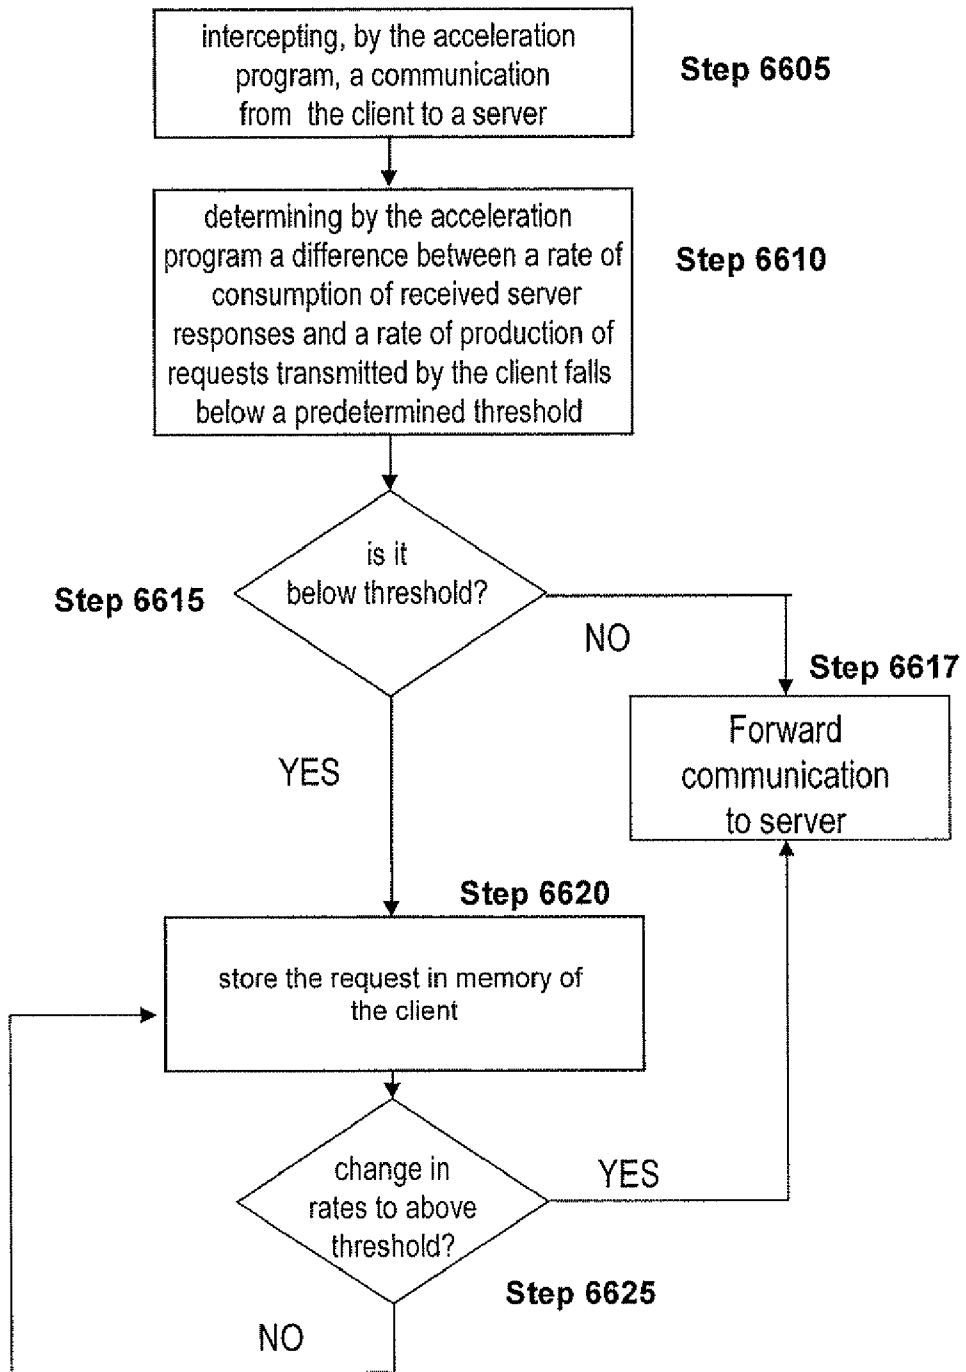 intercepting, by the acceleration
program, a communication
from the client to a server
Step 6605
determining by the acceleration
program a difference between a rate of
consumption of received server
responses and a rate of production of
requests transmitted by the client falls
below a predetermined threshold
Step 6610
is it
below threshold?
Step 6615
NO
Step 6617
Forward
communication
to server
YES
Step 6620
store the request in memory of
the client
change in
rates to above
threshold?
YES
Step 6625
NO